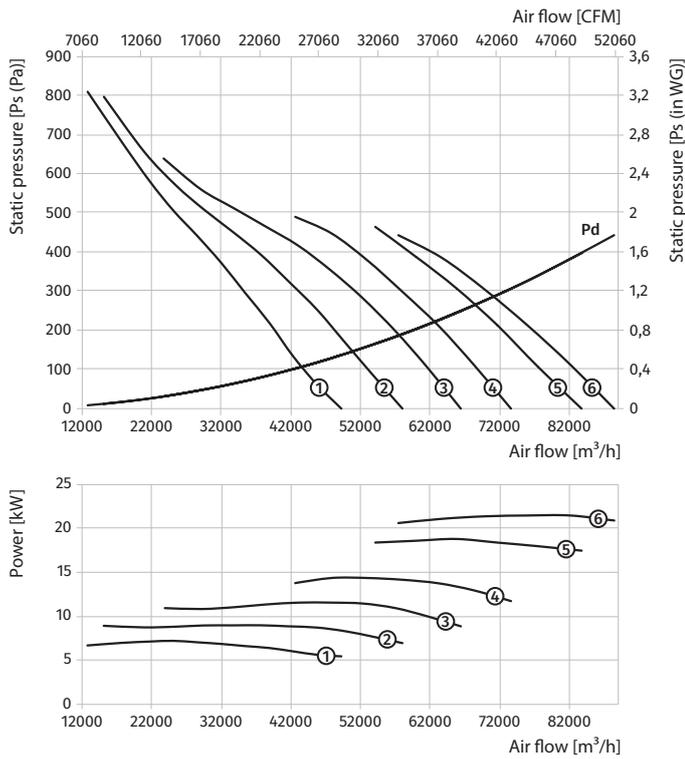 Air flow [CFM]
7060 12060 17060 22060 27060 32060 37060 42060 47060 52060
Static pressure [Ps (Pa)]
900 800 700 600 500 400 300 200 100 0
3,6 3,2 2,8 2,4 2 1,6 1,2 0,8 0,4 0
Static pressure [Ps (in WG)]
Pd
1 2 3 4 5 6
12000 22000 32000 42000 52000 62000 72000 82000
Air flow [m³/h]
Power [kW]
25 20 15 10 5 0
6
5
4
3
2
1
12000 22000 32000 42000 52000 62000 72000 82000
Air flow [m³/h]